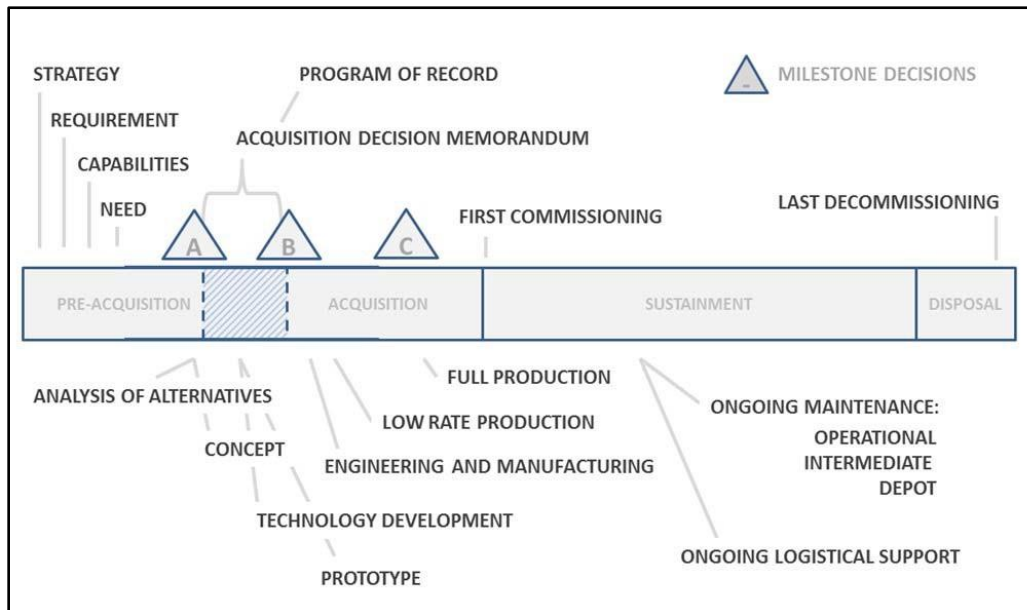 STRATEGY
PROGRAM OF RECORD
-
MILESTONE DECISIONS
REQUIREMENT
ACQUISITION DECISION MEMORANDUM
CAPABILITIES
NEED
LAST DECOMMISSIONING
FIRST COMMISSIONING
A
B
C
PRE-ACQUISITION
ACQUISITION
SUSTAINMENT
DISPOSAL
FULL PRODUCTION
ANALYSIS OF ALTERNATIVES
ONGOING MAINTENANCE:
LOW RATE PRODUCTION
OPERATIONAL
CONCEPT
INTERMEDIATE
ENGINEERING AND MANUFACTURING
DEPOT
TECHNOLOGY DEVELOPMENT
ONGOING LOGISTICAL SUPPORT
PROTOTYPE